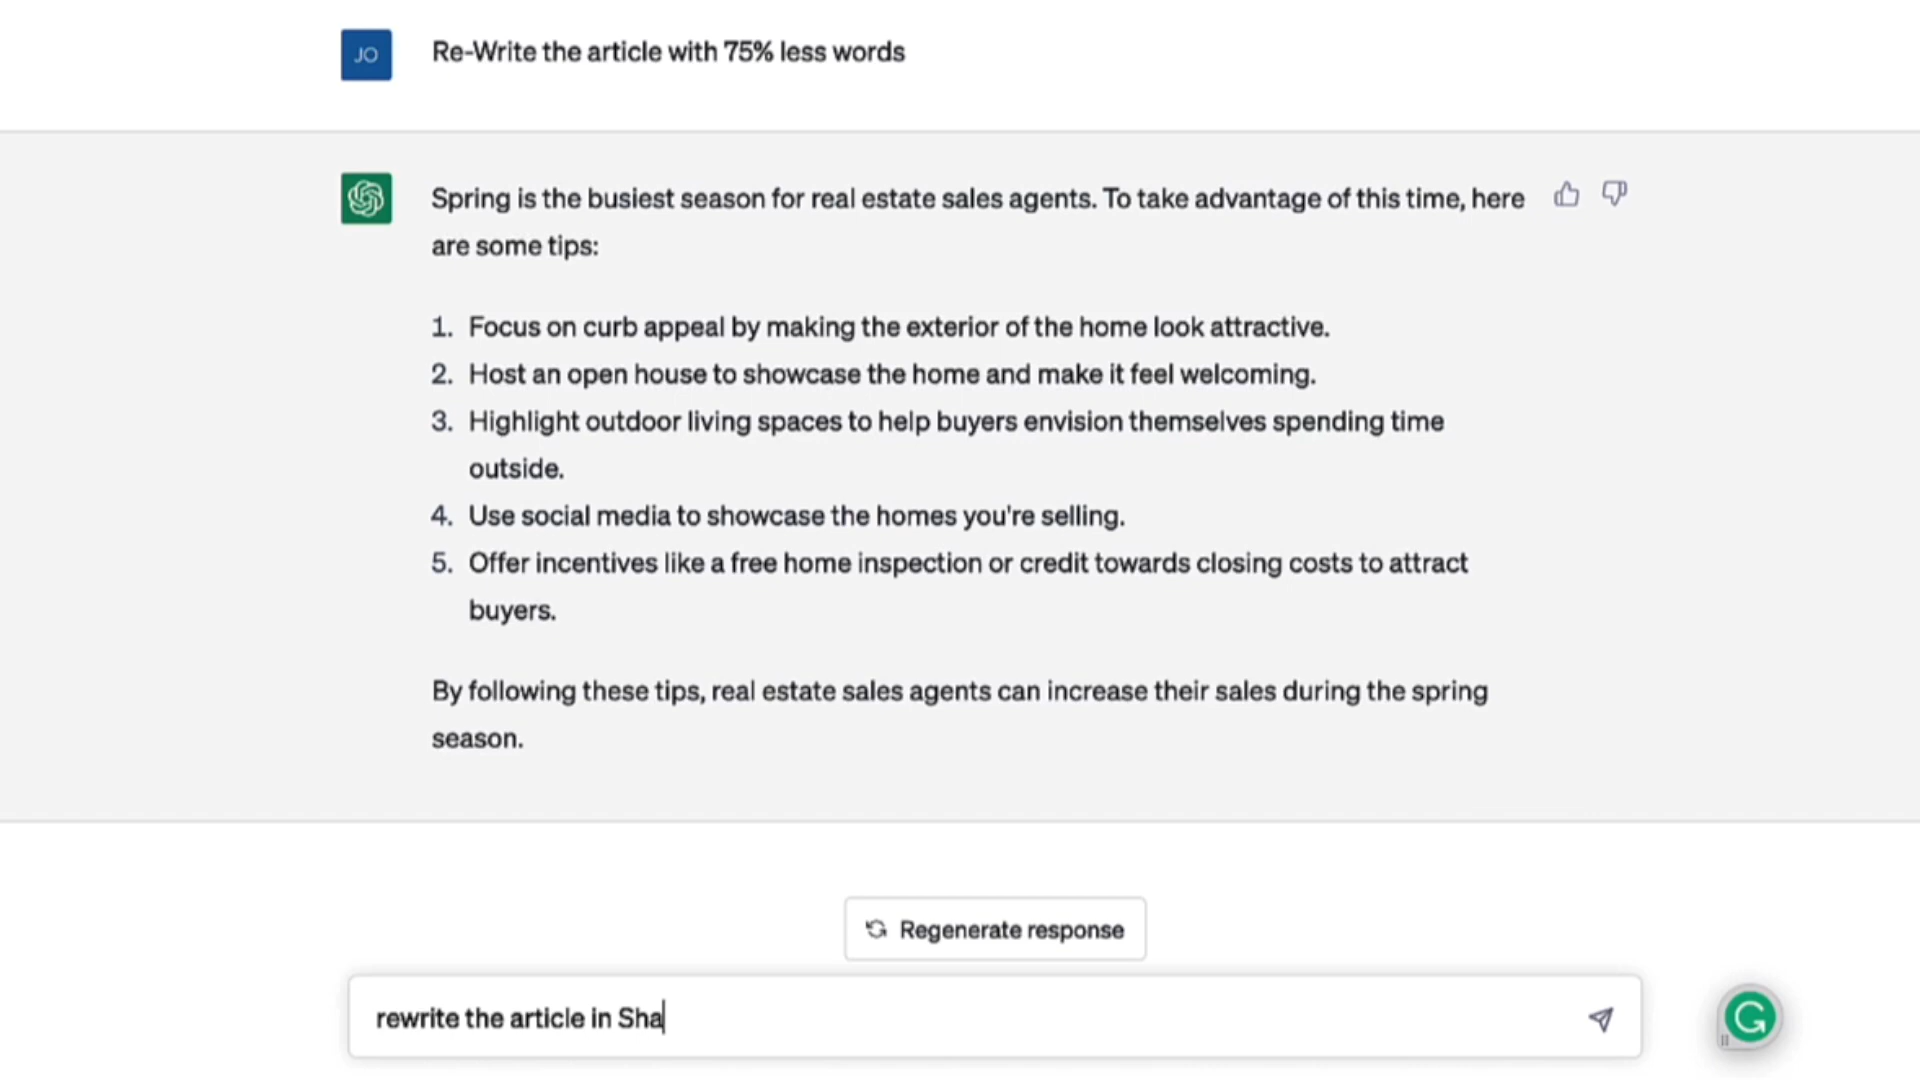 JO
Re-Write the article with 75% less words
Spring is the busiest season for real estate sales agents. To take advantage of this time, here
are some tips:
1. Focus on curb appeal by making the exterior of the home look attractive.
2. Host an open house to showcase the home and make it feel welcoming.
3. Highlight outdoor living spaces to help buyers envision themselves spending time
outside.
4. Use social media to showcase the homes you're selling.
5. Offer incentives like a free home inspection or credit towards closing costs to attract
buyers.
By following these tips, real estate sales agents can increase their sales during the spring
season.
Regenerate response
rewrite the article in Sha